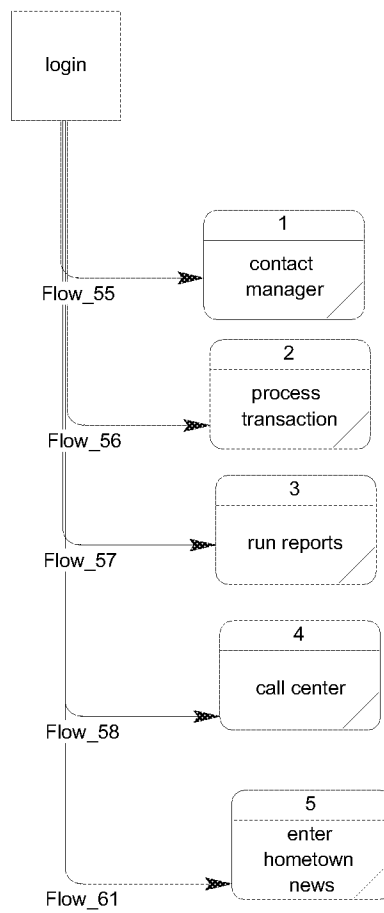 login
1
contact
manager
Flow_55
2
process
transaction
Flow_56
3
run reports
Flow_57
4
call center
Flow_58
5
enter
hometown
news
Flow_61